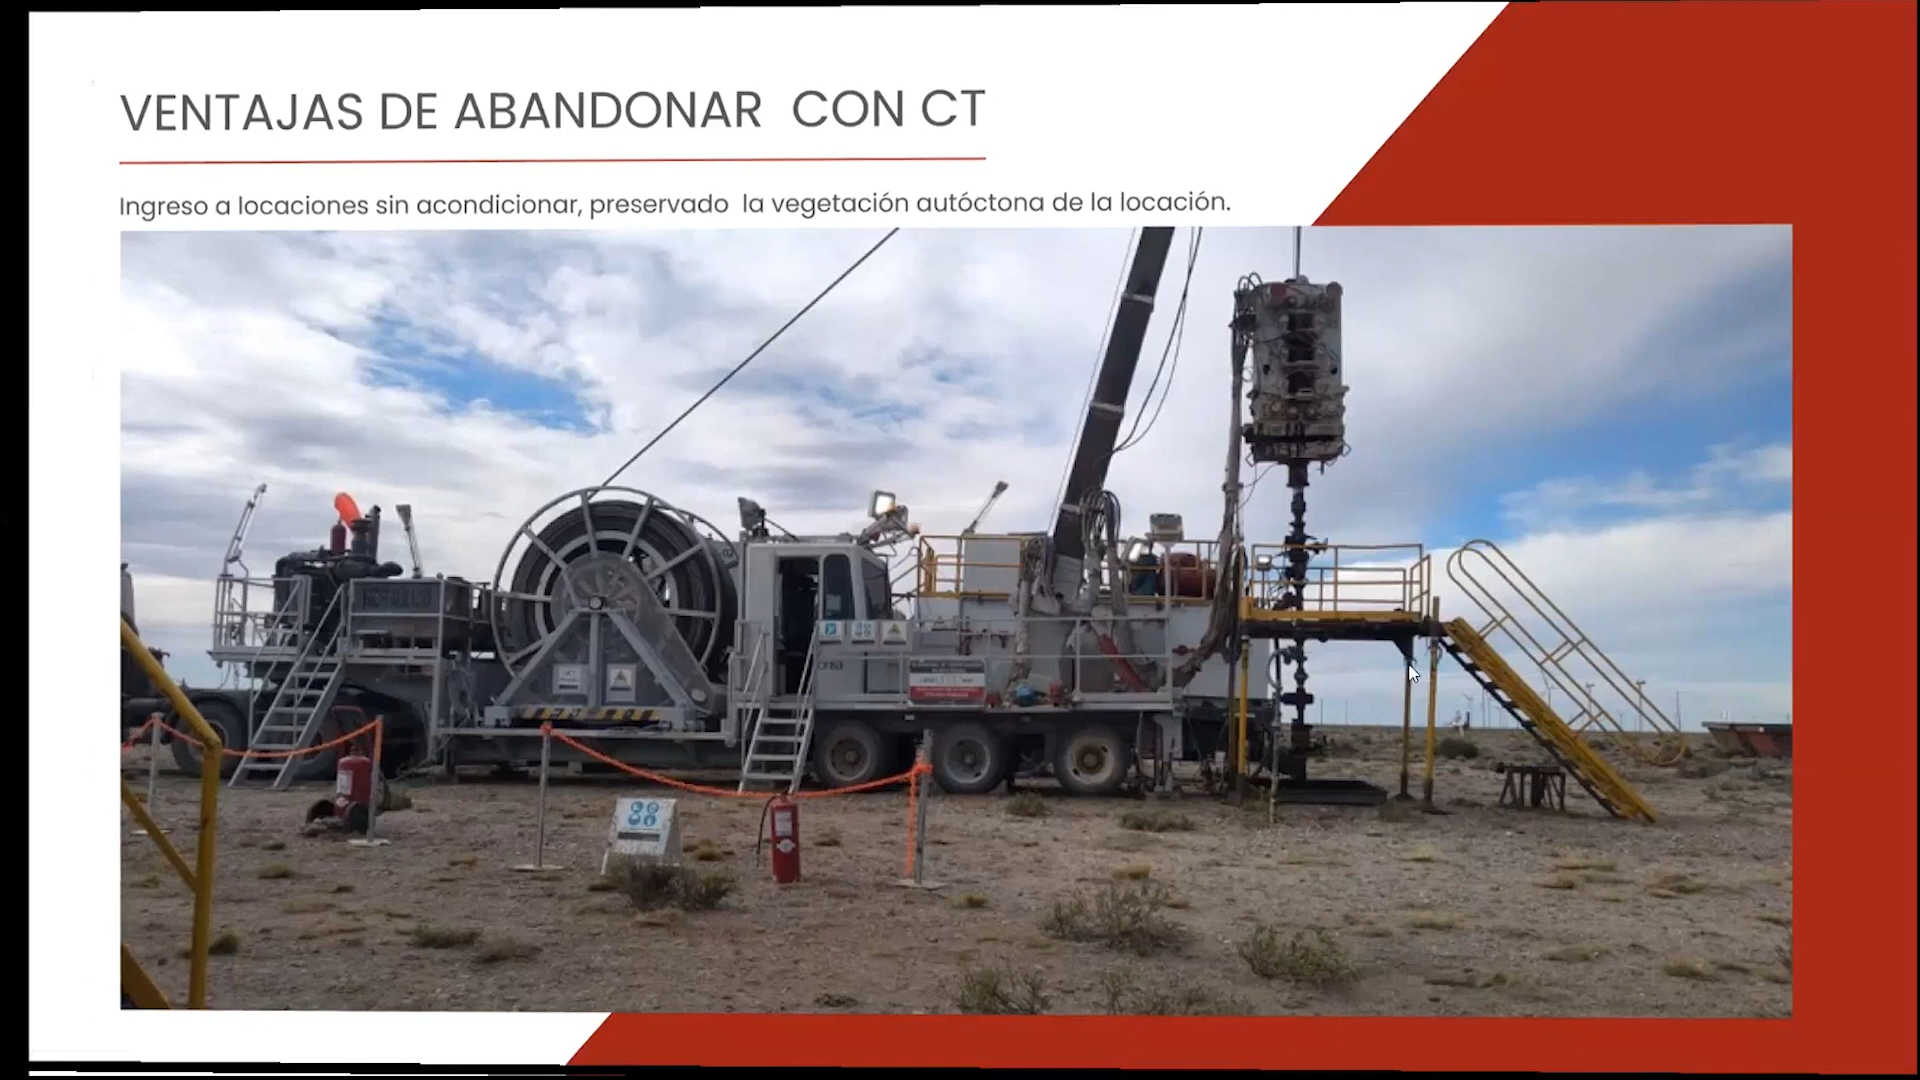 VENTAJAS DE ABANDONAR CON CT
Ingreso a locaciones sin acondicionar, preservado la vegetación autóctona de la locación.